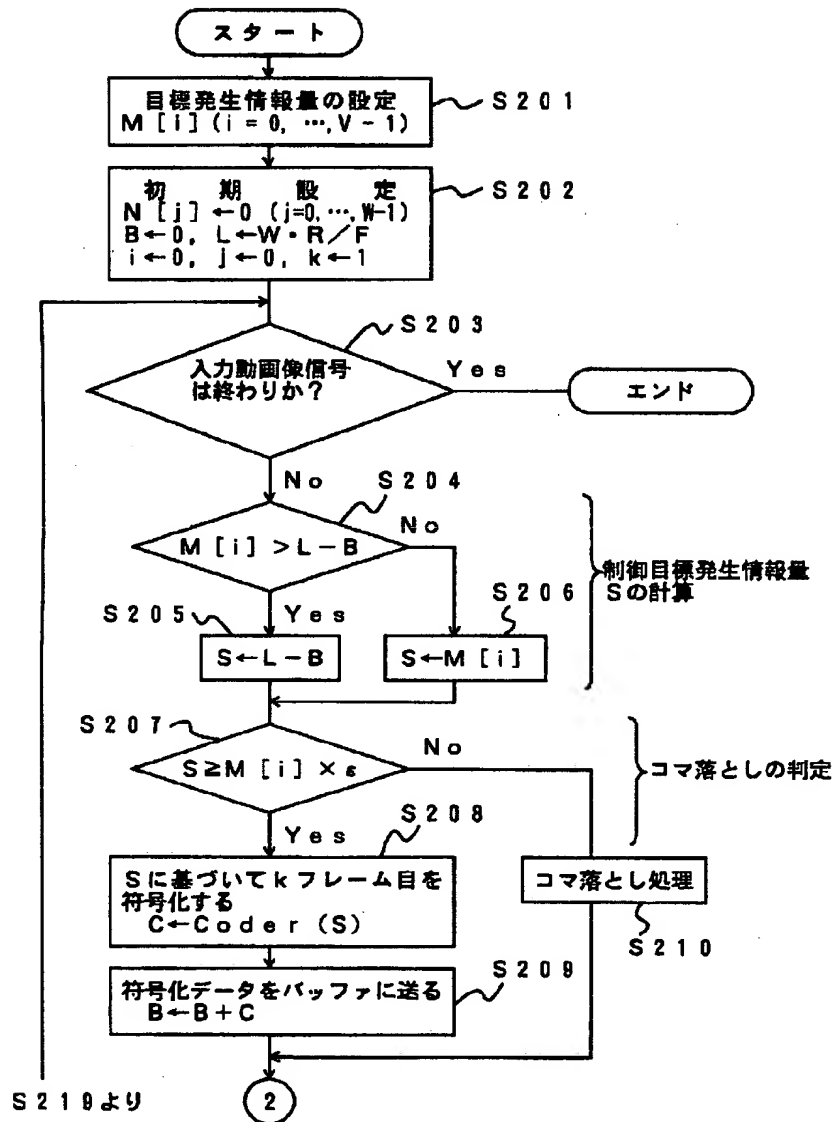 スタート
目標発生情報量の設定
M [i] (i = 0, …, V - 1)
S201
初期設定
N [j] ←0 (j=0,…,W-1)
B←0, L←W・R/F
i←0, j←0, k←1
S202
S203
入力動画像信号
は終わりか?
Yes
エンド
No
S204
M [i] >L-B
No
S205
Yes
S206
制御目標発生情報量
Sの計算
S←L-B
S←M [i]
S207
S≧M [i] ×ε
No
コマ落としの判定
Yes
S208
Sに基づいてkフレーム目を
符号化する
C←Coder (S)
コマ落とし処理
S210
符号化データをバッファに送る
B←B+C
S209
S219より
2